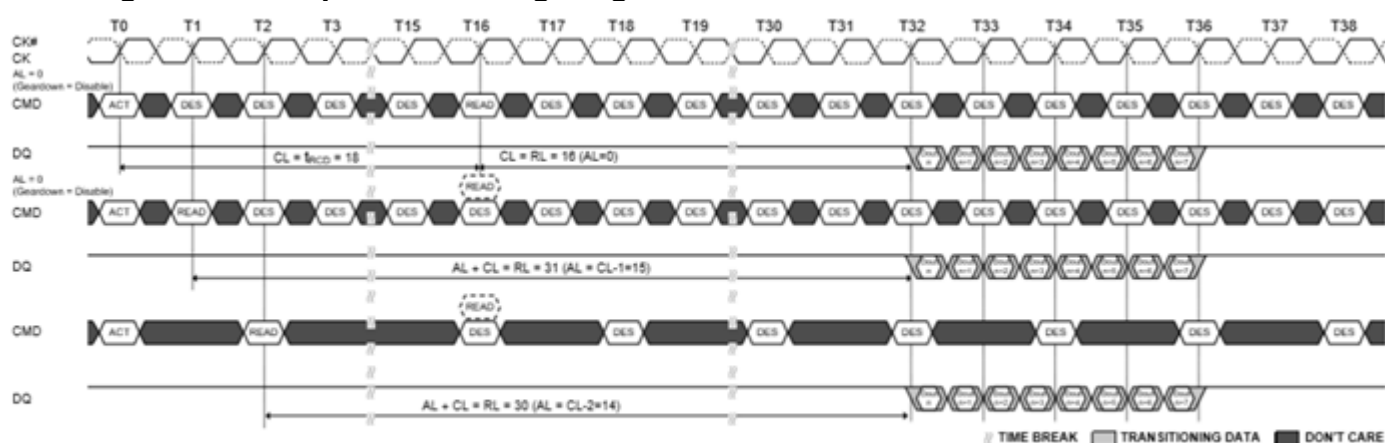 T0 T1 T2 T3 T15 T16 T17 T18 T19 T30 T31 T32 T33 T34 T35 T36 T37 T38
CK#
CK
AL = 0
(Geardown = Disable)
CMD ACT DES DES DES DES READ DES DES DES DES DES DES DES DES DES DES DES DES
DQ
CL = tRCD = 18 CL = RL = 16 (AL=0)
AL = 0
(Geardown = Disable)
READ
CMD ACT READ DES DES DES DES DES DES DES DES DES DES DES DES DES DES DES DES
DQ
AL + CL = RL = 31 (AL = CL-1=15)
READ
CMD ACT READ DES DES DES DES DES DES DES
DQ
AL + CL = RL = 30 (AL = CL-2=14)
TIME BREAK TRANSITIONING DATA DON'T CARE